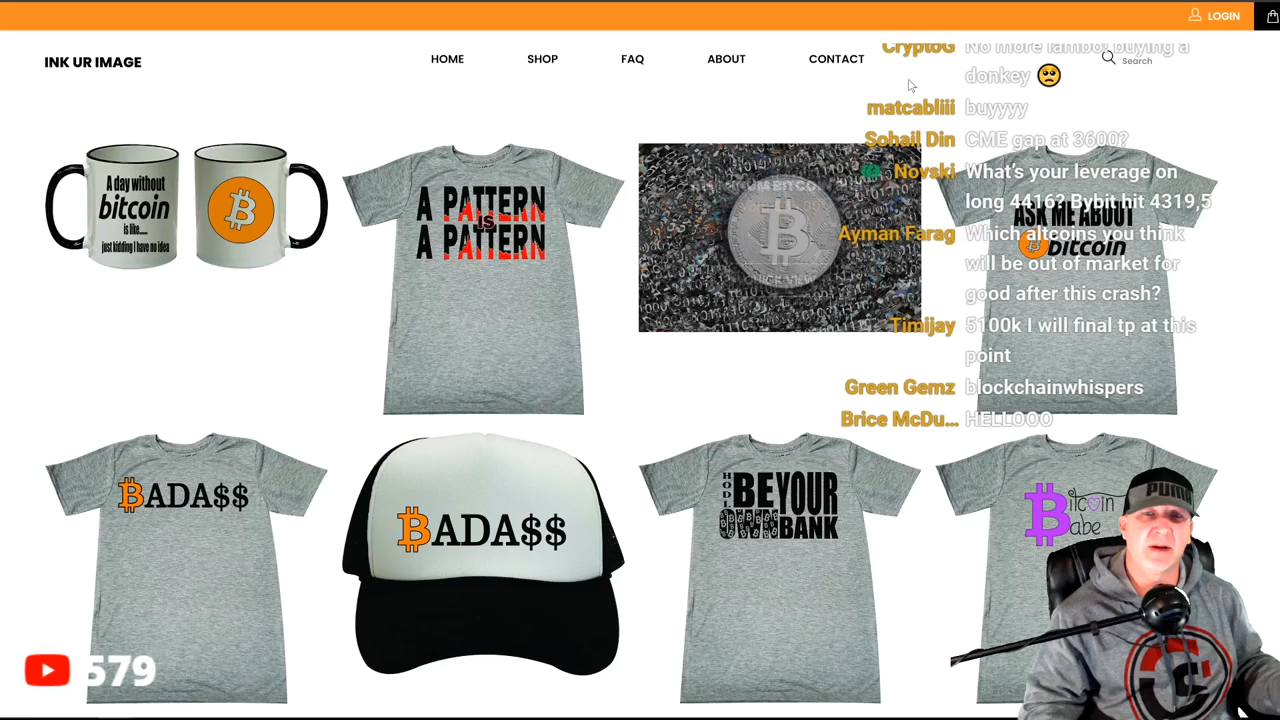 LOGIN
INK UR IMAGE
HOME
SHOP
FAQ
ABOUT
CONTACT
Search
CryptoG No more lambo! buying a
donkey
matcabliii buyyyy
Sohail Din CME gap at 3600?
Novski What's your leverage on
long 4416? Bybit hit 4319,5
Ayman Farag Which altcoins you think
will be out of market for
good after this crash?
Timijay 5100k I will final tp at this
point
Green Gemz blockchainwhispers
Brice McDu... HELLOOO
A day without
bitcoin
is like.....
just kidding I have no idea
A PATTERN
IS
A PATTERN
ASK ME ABOUT
bitcoin
BADA$$
BADA$$
HODL
BE YOUR
OWN BANK
Bitcoin
Babe
PUMA
579